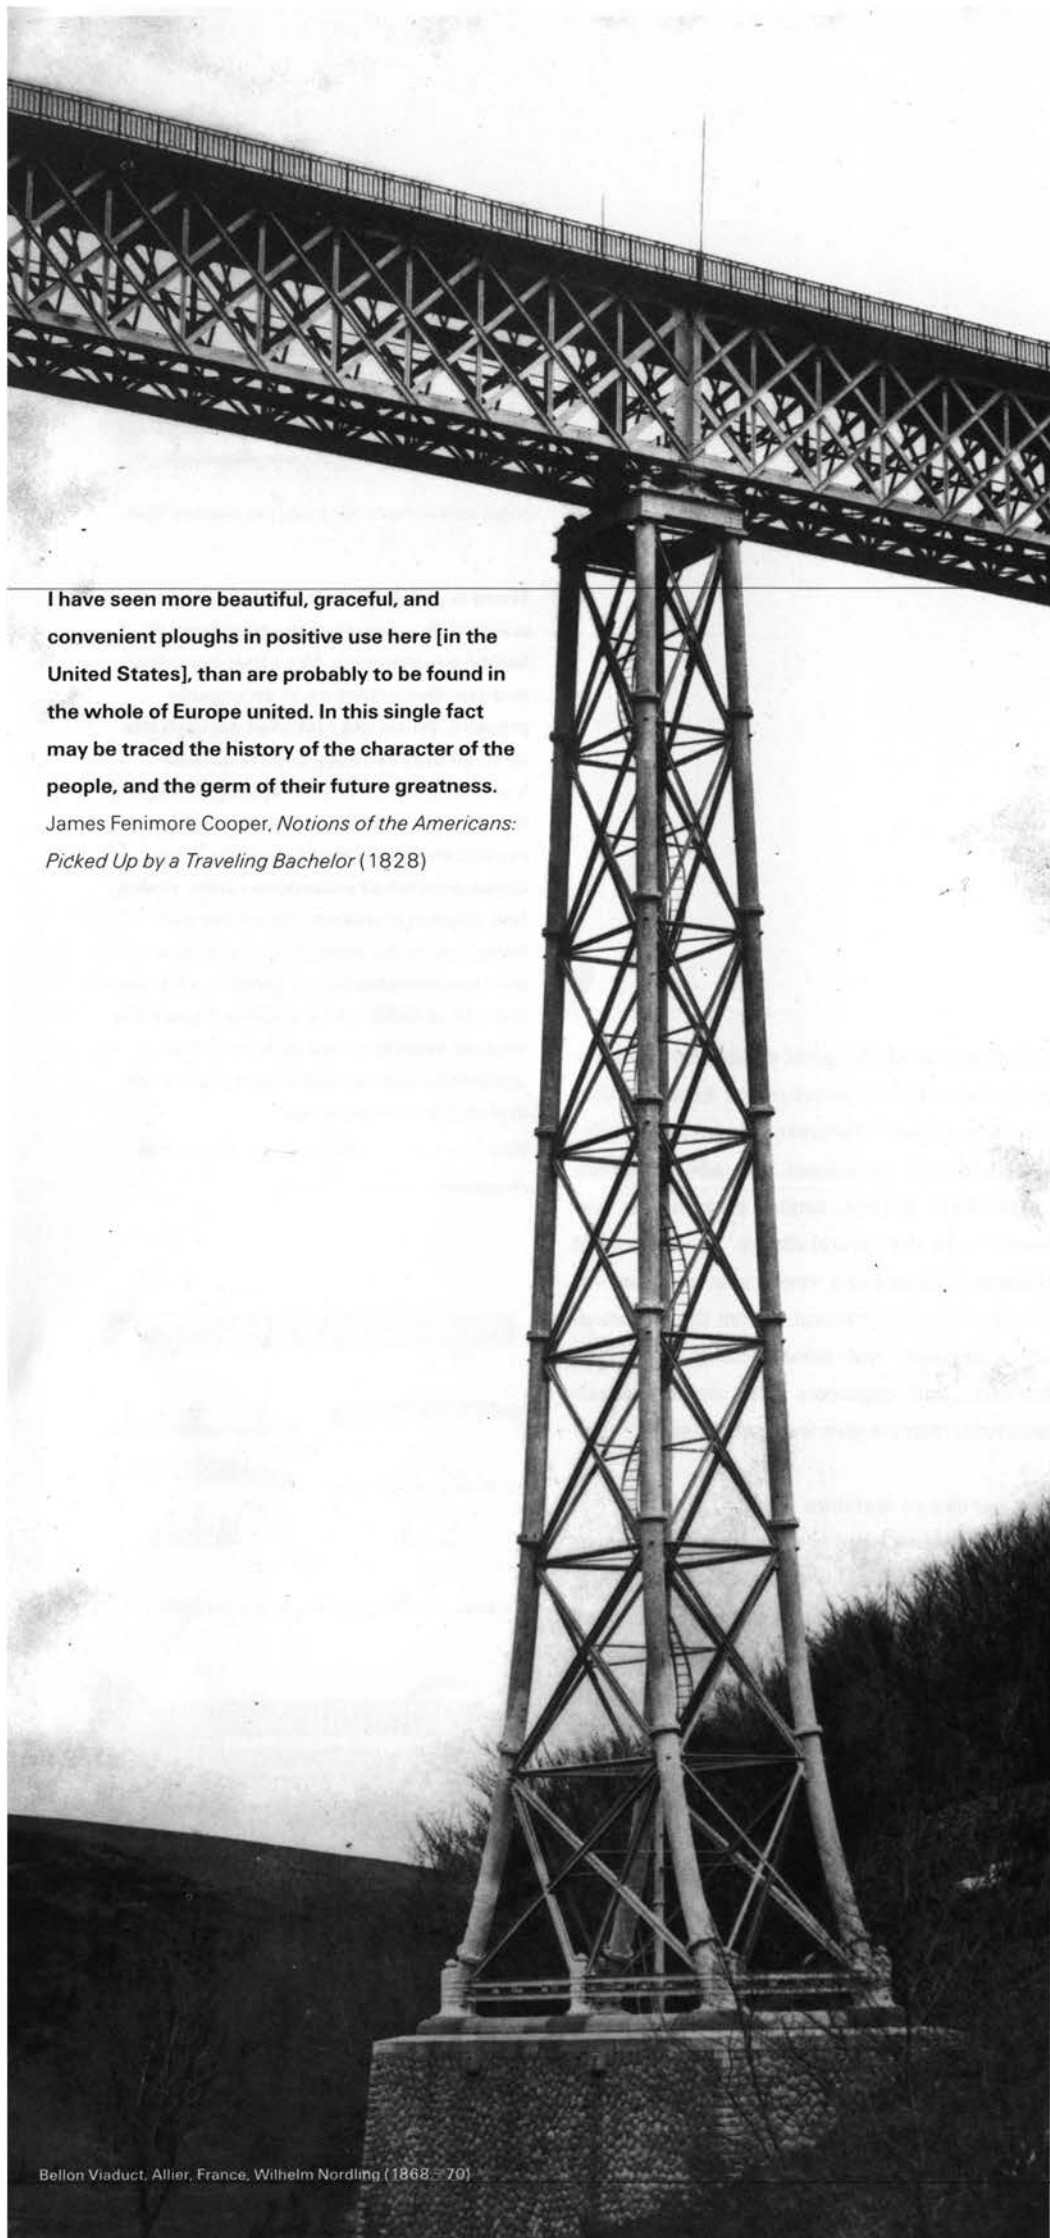 I have seen more beautiful, graceful, and
convenient ploughs in positive use here [in the
United States], than are probably to be found in
the whole of Europe united. In this single fact
may be traced the history of the character of the
people, and the germ of their future greatness.
James Fenimore Cooper, Notions of the Americans:
Picked Up by a Traveling Bachelor (1828)
Bellon Viaduct, Allier, France, Wilhelm Nordling (1868–70)